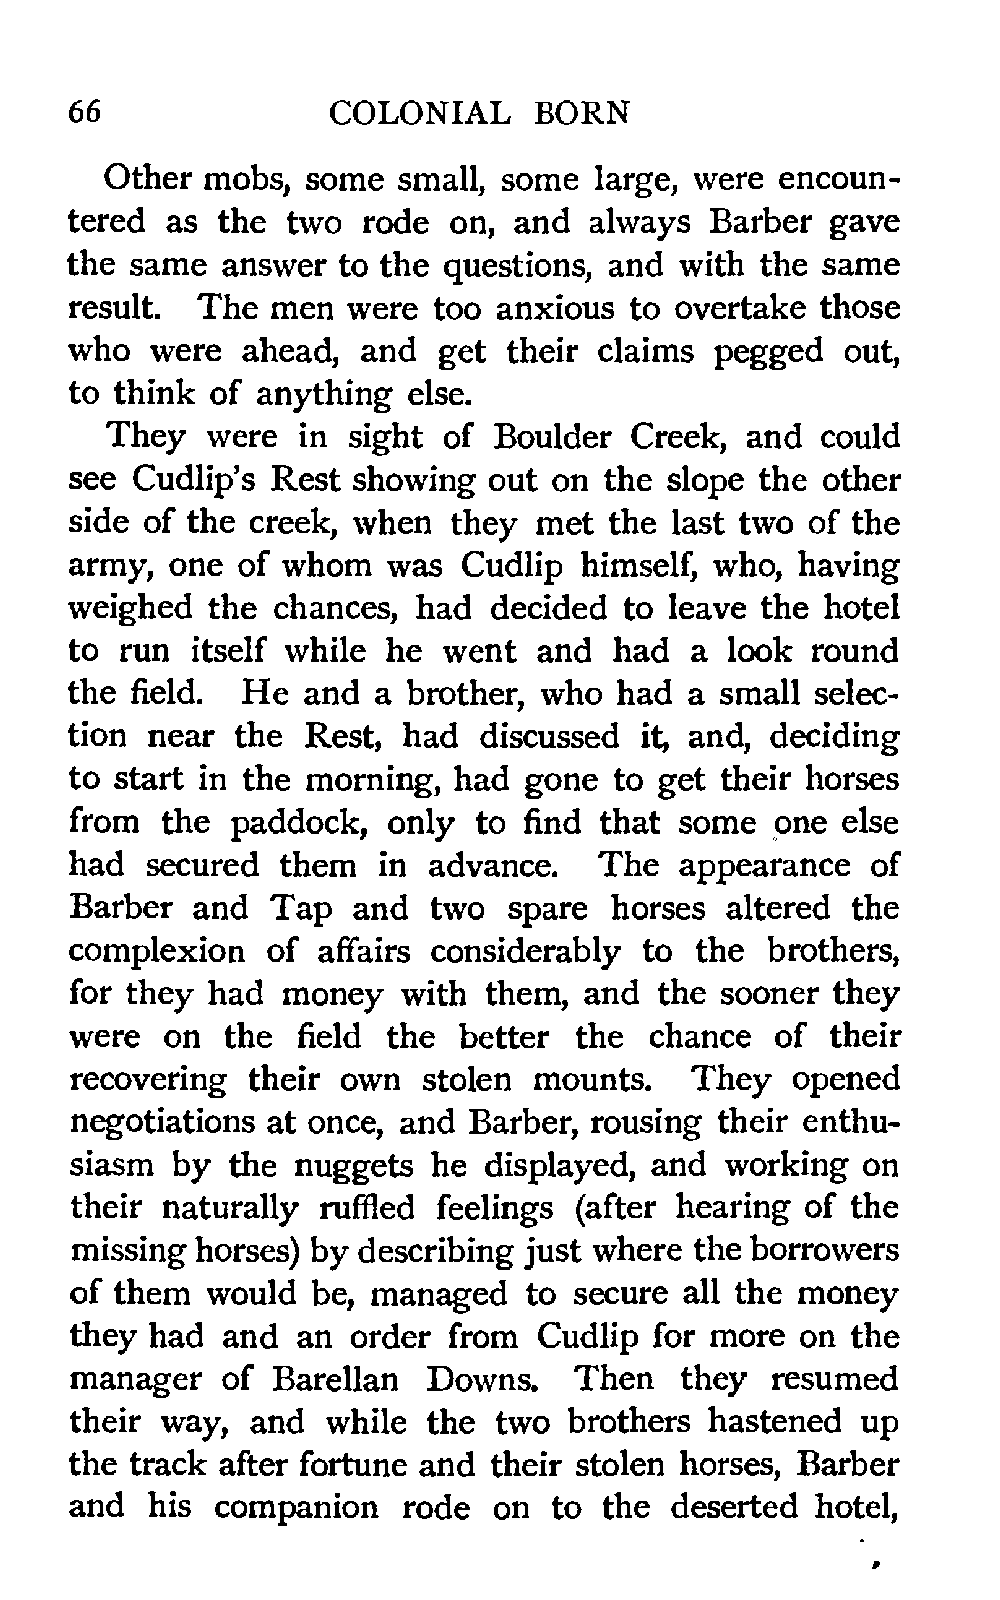 66 COLONIAL BORN
Other mobs, some small, some large, were encoun-
tered as the two rode on, and always Barber gave
the same answer to the questions, and with the same
result. The men were too anxious to overtake those
who were ahead, and get their claims pegged out,
to think of anything else.
They were in sight of Boulder Creek, and could
see Cudlip's Rest showing out on the slope the other
side of the creek, when they met the last two of the
army, one of whom was Cudlip himself, who, having
weighed the chances, had decided to leave the hotel
to run itself while he went and had a look round
the field. He and a brother, who had a small selec-
tion near the Rest, had discussed it, and, deciding
to start in the morning, had gone to get their horses
from the paddock, only to find that some one else
had secured them in advance. The appearance of
Barber and Tap and two spare horses altered the
complexion of affairs considerably to the brothers,
for they had money with them, and the sooner they
were on the field the better the chance of their
recovering their own stolen mounts. They opened
negotiations at once, and Barber, rousing their enthu-
siasm by the nuggets he displayed, and working on
their naturally ruffled feelings (after hearing of the
missing horses) by describing just where the borrowers
of them would be, managed to secure all the money
they had and an order from Cudlip for more on the
manager of Barellan Downs. Then they resumed
their way, and while the two brothers hastened up
the track after fortune and their stolen horses, Barber
and his companion rode on to the deserted hotel,